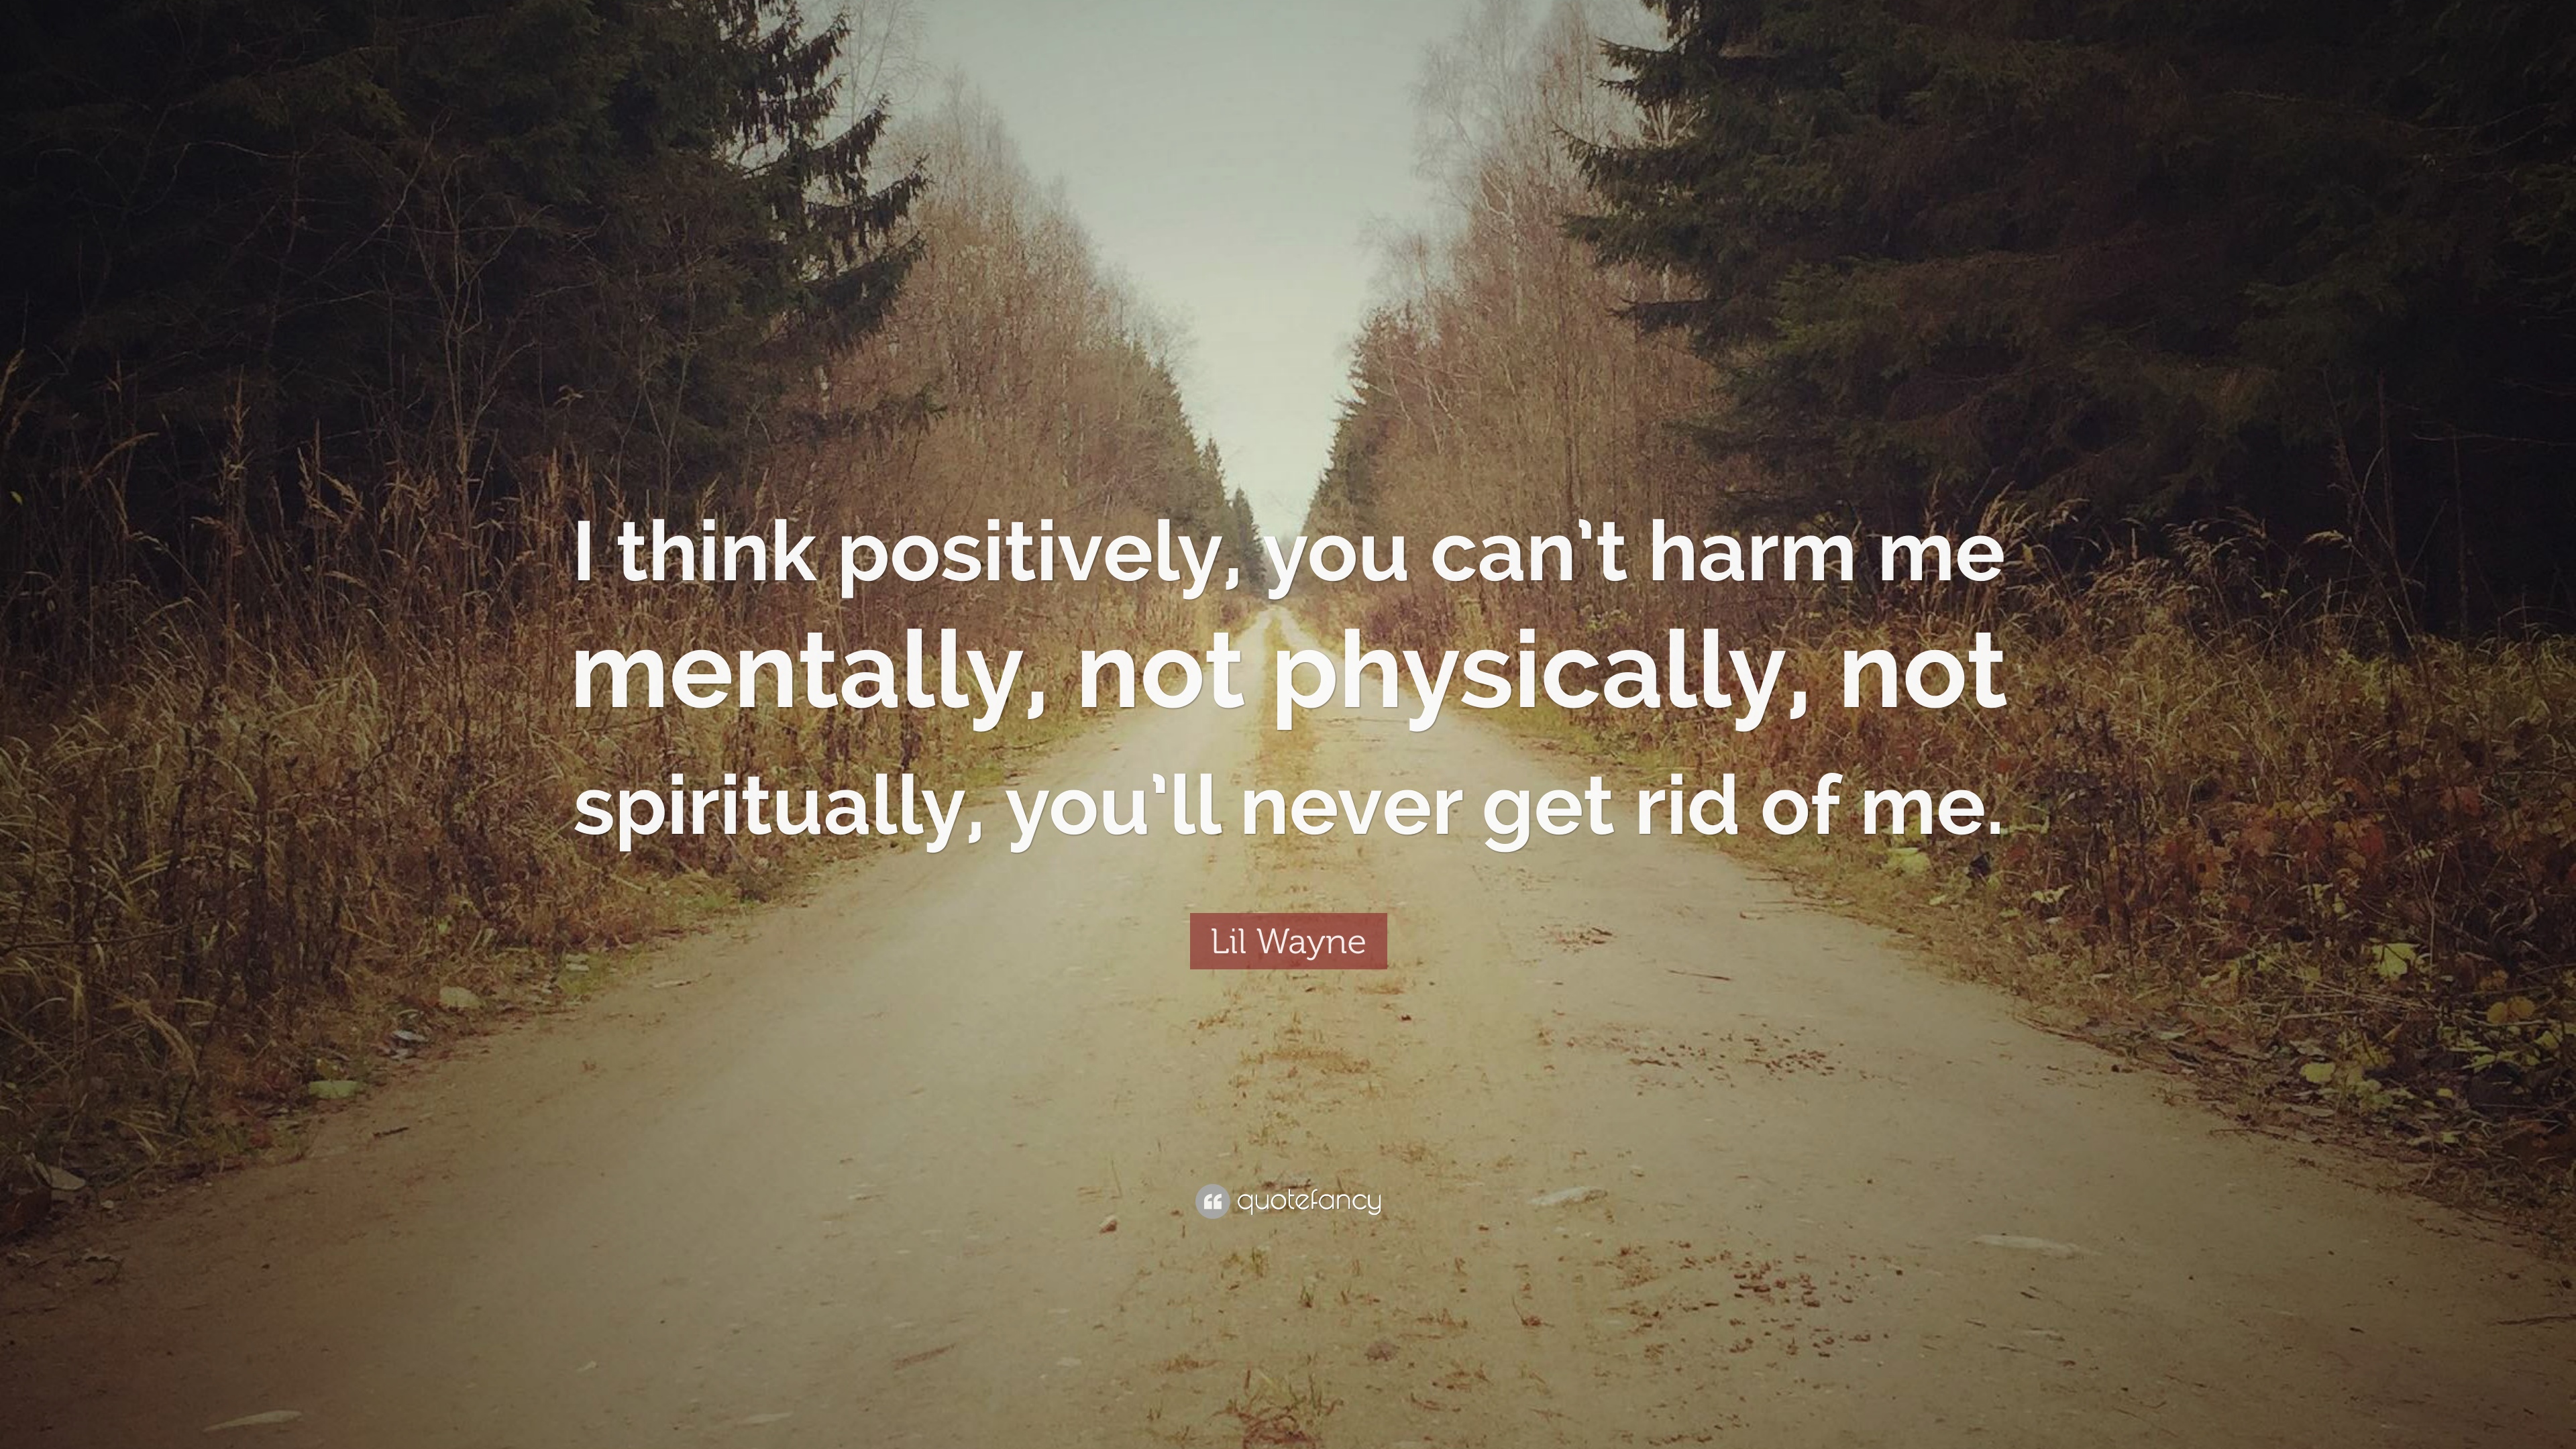 I think positively, you can’t harm me
mentally, not physically, not
spiritually, you’ll never get rid of me.
Lil Wayne
quotefancy